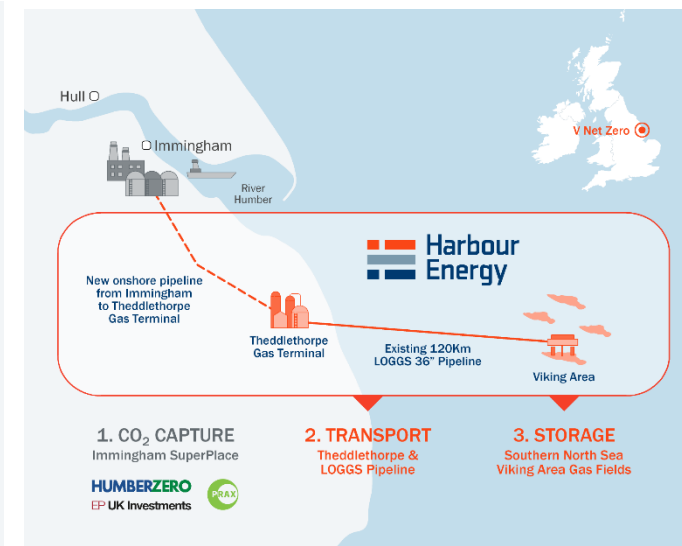 Hull
Immingham
River
Humber
V Net Zero
Harbour
Energy
New onshore pipeline
from Immingham
to Theddlethorpe
Gas Terminal
Theddlethorpe
Gas Terminal
Existing 120Km
LOGGS 36" Pipeline
Viking Area
1. CO₂ CAPTURE
Immingham SuperPlace
HUMBERZERO
EP UK Investments
PRAX
2. TRANSPORT
Theddlethorpe &
LOGGS Pipeline
3. STORAGE
Southern North Sea
Viking Area Gas Fields